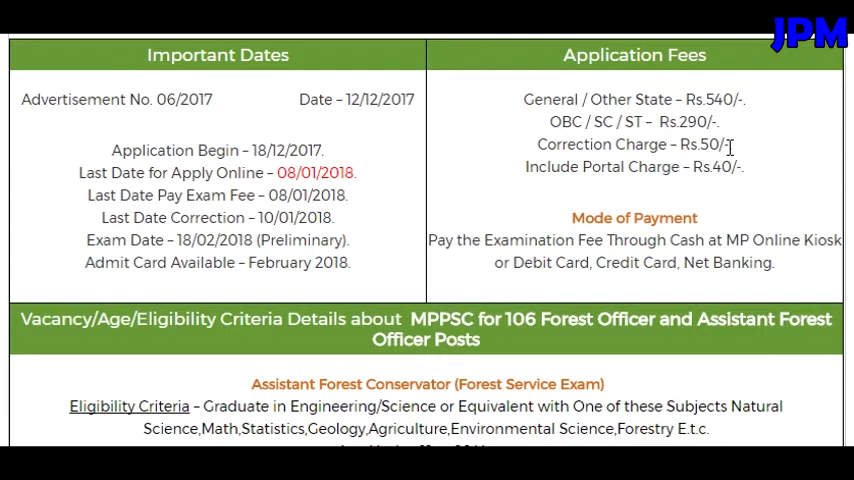 JPM
Important Dates
Advertisement No. 06/2017 Date – 12/12/2017
Application Begin – 18/12/2017.
Last Date for Apply Online – 08/01/2018.
Last Date Pay Exam Fee – 08/01/2018.
Last Date Correction – 10/01/2018.
Exam Date – 18/02/2018 (Preliminary).
Admit Card Available – February 2018.
Application Fees
General / Other State – Rs.540/-.
OBC / SC / ST – Rs.290/-.
Correction Charge – Rs.50/-
Include Portal Charge – Rs.40/-.
Mode of Payment
Pay the Examination Fee Through Cash at MP Online Kiosk
or Debit Card, Credit Card, Net Banking.
Vacancy/Age/Eligibility Criteria Details about MPPSC for 106 Forest Officer and Assistant Forest
Officer Posts
Assistant Forest Conservator (Forest Service Exam)
Eligibility Criteria – Graduate in Engineering/Science or Equivalent with One of these Subjects Natural
Science,Math,Statistics,Geology,Agriculture,Environmental Science,Forestry E.t.c.